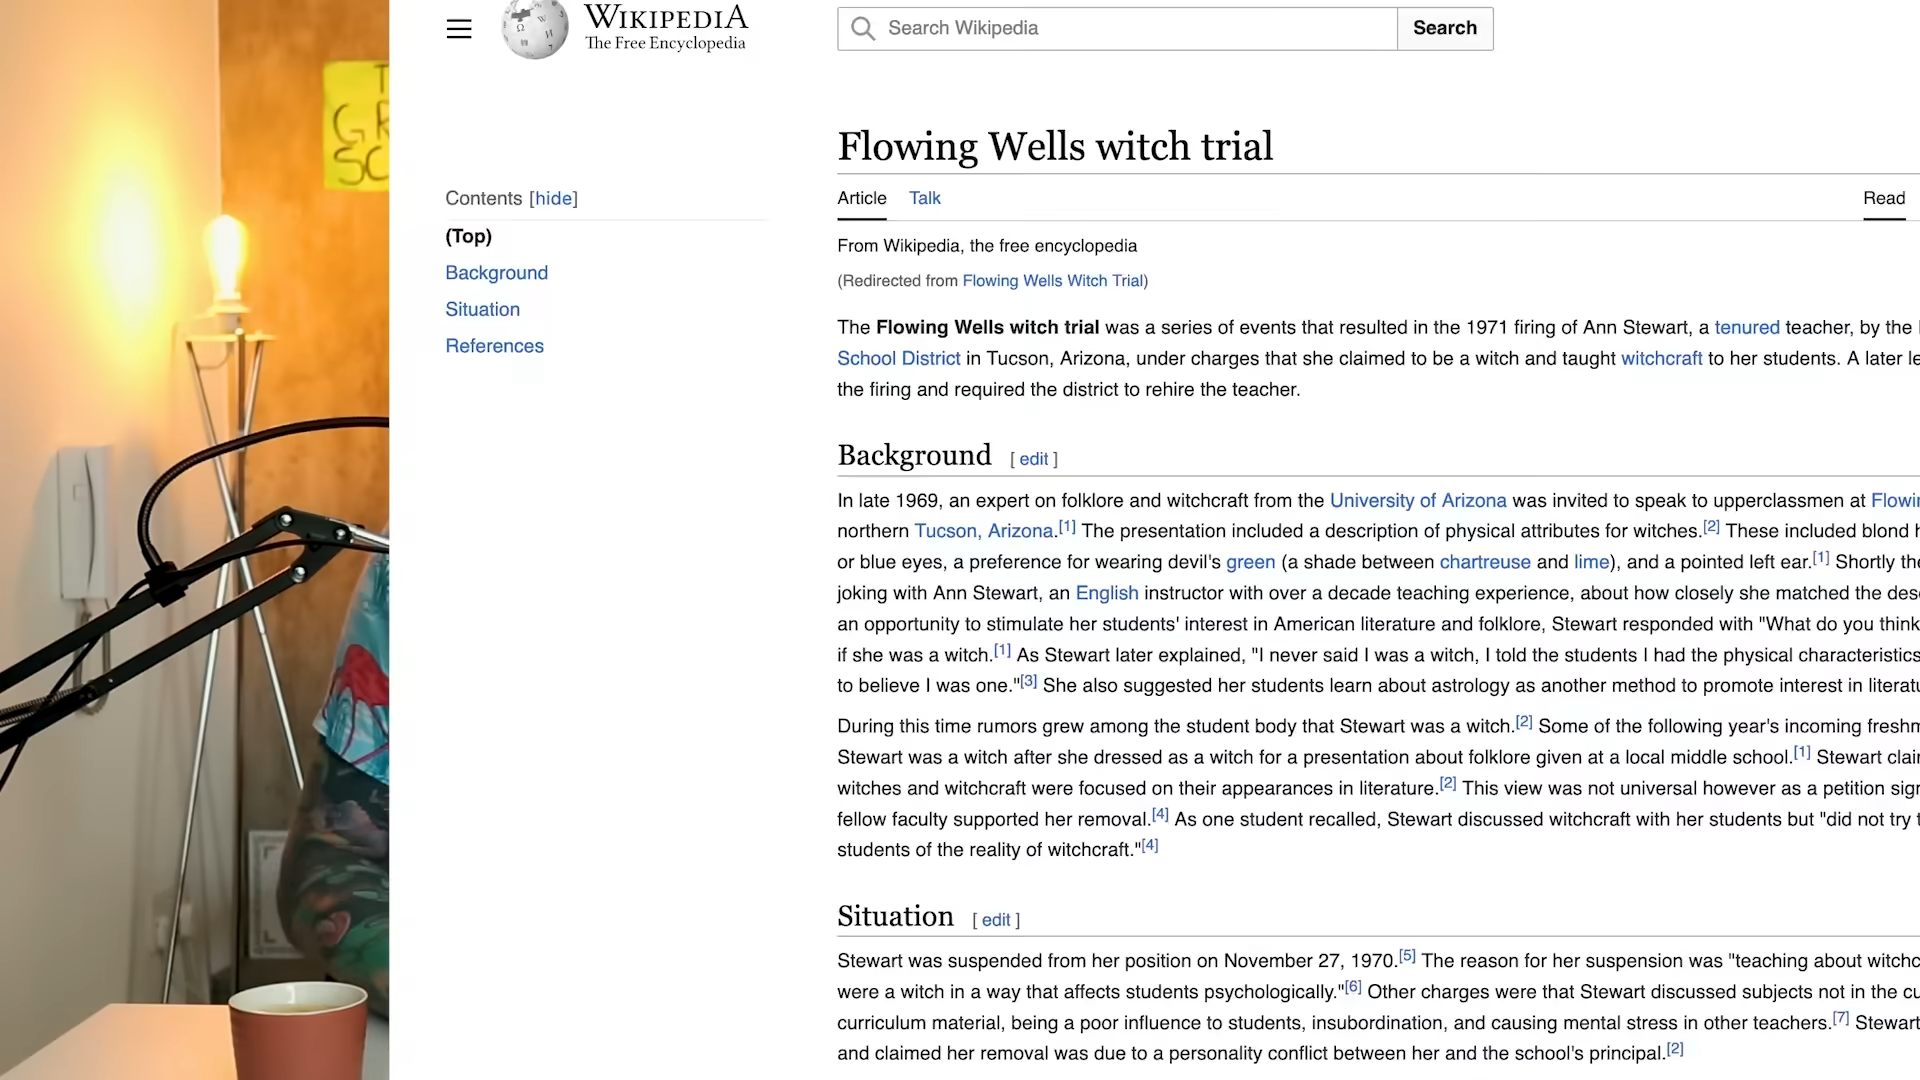 T
GR
SC
WIKIPEDIA
The Free Encyclopedia
Search Wikipedia
Search
Contents [hide]
(Top)
Background
Situation
References
Flowing Wells witch trial
Article Talk
Read
From Wikipedia, the free encyclopedia
(Redirected from Flowing Wells Witch Trial)
The Flowing Wells witch trial was a series of events that resulted in the 1971 firing of Ann Stewart, a tenured teacher, by the
School District in Tucson, Arizona, under charges that she claimed to be a witch and taught witchcraft to her students. A later le
the firing and required the district to rehire the teacher.
Background [ edit ]
In late 1969, an expert on folklore and witchcraft from the University of Arizona was invited to speak to upperclassmen at Flowi
northern Tucson, Arizona.[1] The presentation included a description of physical attributes for witches.[2] These included blond h
or blue eyes, a preference for wearing devil's green (a shade between chartreuse and lime), and a pointed left ear.[1] Shortly the
joking with Ann Stewart, an English instructor with over a decade teaching experience, about how closely she matched the des
an opportunity to stimulate her students' interest in American literature and folklore, Stewart responded with "What do you think
if she was a witch.[1] As Stewart later explained, "I never said I was a witch, I told the students I had the physical characteristics
to believe I was one."[3] She also suggested her students learn about astrology as another method to promote interest in literatu
During this time rumors grew among the student body that Stewart was a witch.[2] Some of the following year's incoming freshm
Stewart was a witch after she dressed as a witch for a presentation about folklore given at a local middle school.[1] Stewart clai
witches and witchcraft were focused on their appearances in literature.[2] This view was not universal however as a petition sig
fellow faculty supported her removal.[4] As one student recalled, Stewart discussed witchcraft with her students but "did not try t
students of the reality of witchcraft."[4]
Situation [ edit ]
Stewart was suspended from her position on November 27, 1970.[5] The reason for her suspension was "teaching about witchc
were a witch in a way that affects students psychologically."[6] Other charges were that Stewart discussed subjects not in the cu
curriculum material, being a poor influence to students, insubordination, and causing mental stress in other teachers.[7] Stewart
and claimed her removal was due to a personality conflict between her and the school's principal.[2]